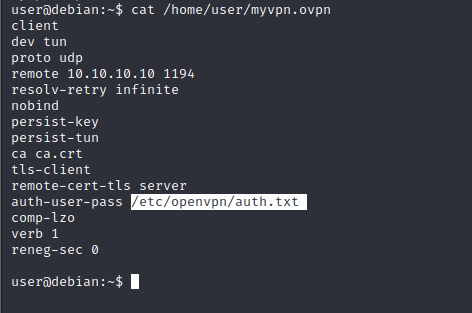 user@debian:~$ cat /home/user/myvpn.ovpn
client
dev tun
proto udp
remote 10.10.10.10 1194
resolv-retry infinite
nobind
persist-key
persist-tun
ca ca.crt
tls-client
remote-cert-tls server
auth-user-pass /etc/openvpn/auth.txt
comp-lzo
verb 1
reneg-sec 0
user@debian:~$